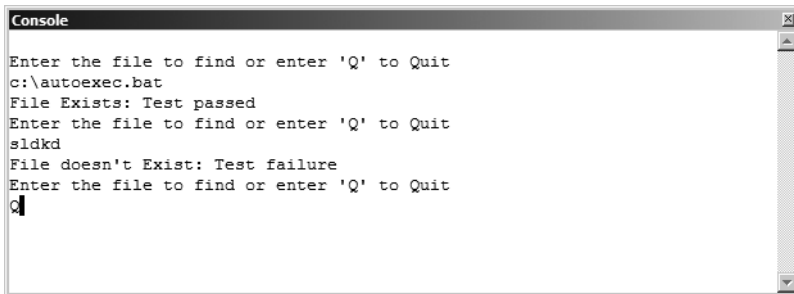 Console
Enter the file to find or enter 'Q' to Quit
c:\autoexec.bat
File Exists: Test passed
Enter the file to find or enter 'Q' to Quit
sldkd
File doesn't Exist: Test failure
Enter the file to find or enter 'Q' to Quit
Q